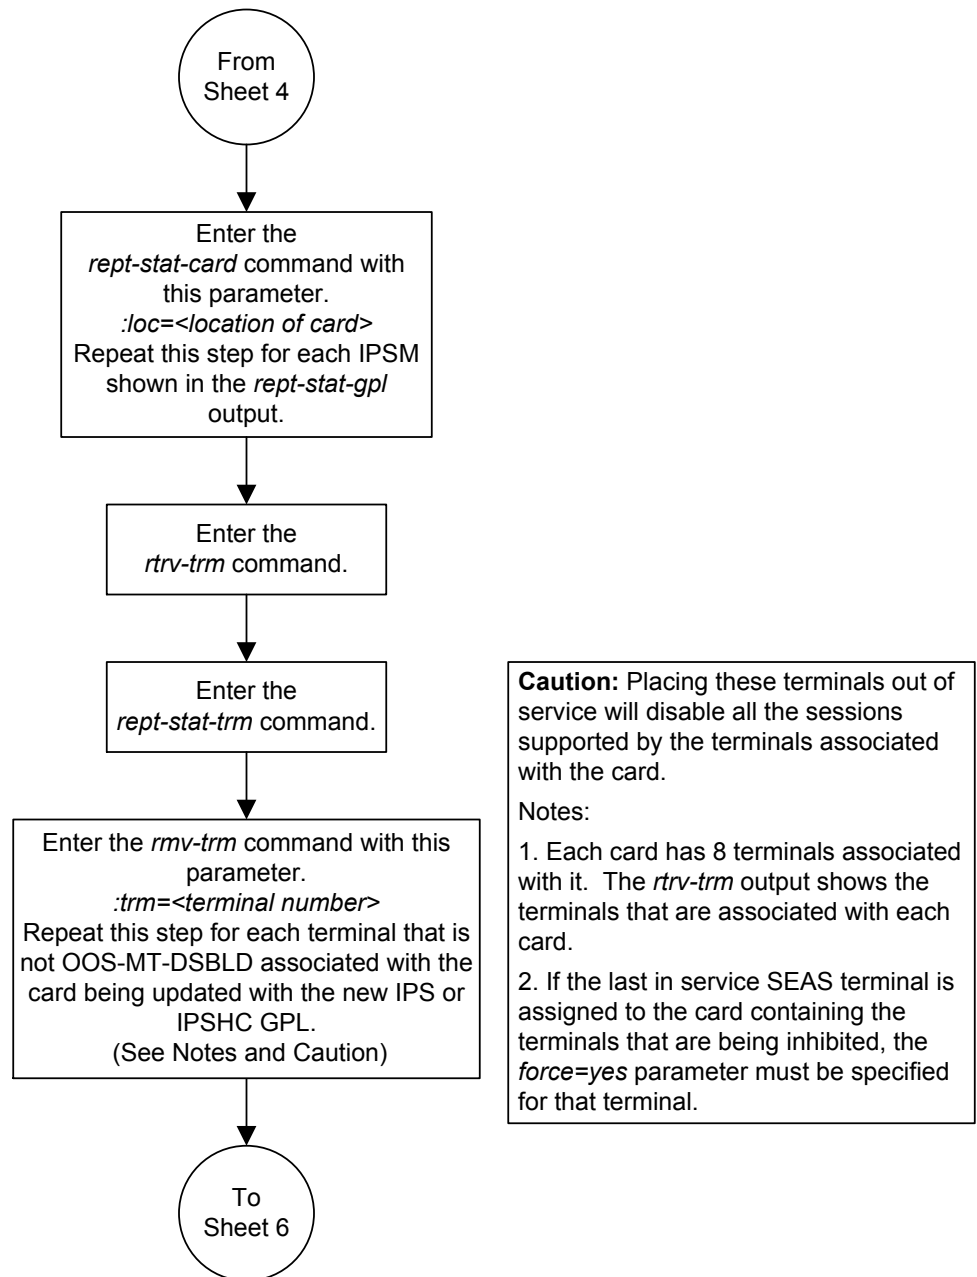 From
Sheet 4
Enter the
rept-stat-card command with
this parameter.
:loc=<location of card>
Repeat this step for each IPSM
shown in the rept-stat-gpl
output.
Enter the
rtrv-trm command.
Enter the
rept-stat-trm command.
Enter the rmv-trm command with this
parameter.
:trm=<terminal number>
Repeat this step for each terminal that is
not OOS-MT-DSBLD associated with the
card being updated with the new IPS or
IPSHC GPL.
(See Notes and Caution)
Caution: Placing these terminals out of
service will disable all the sessions
supported by the terminals associated
with the card.
Notes:
1. Each card has 8 terminals associated
with it. The rtrv-trm output shows the
terminals that are associated with each
card.
2. If the last in service SEAS terminal is
assigned to the card containing the
terminals that are being inhibited, the
force=yes parameter must be specified
for that terminal.
To
Sheet 6